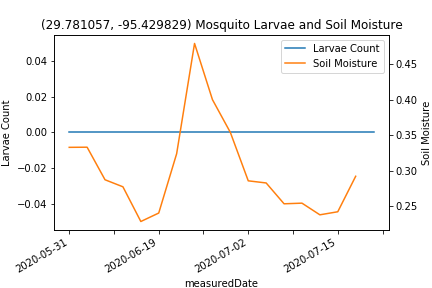 (29.781057, -95.429829) Mosquito Larvae and Soil Moisture
Larvae Count
Soil Moisture
0.04
0.02
0.00
−0.02
−0.04
Larvae Count
0.45
0.40
0.35
0.30
0.25
Soil Moisture
2020-05-31
2020-06-19
2020-07-02
2020-07-15
measuredDate